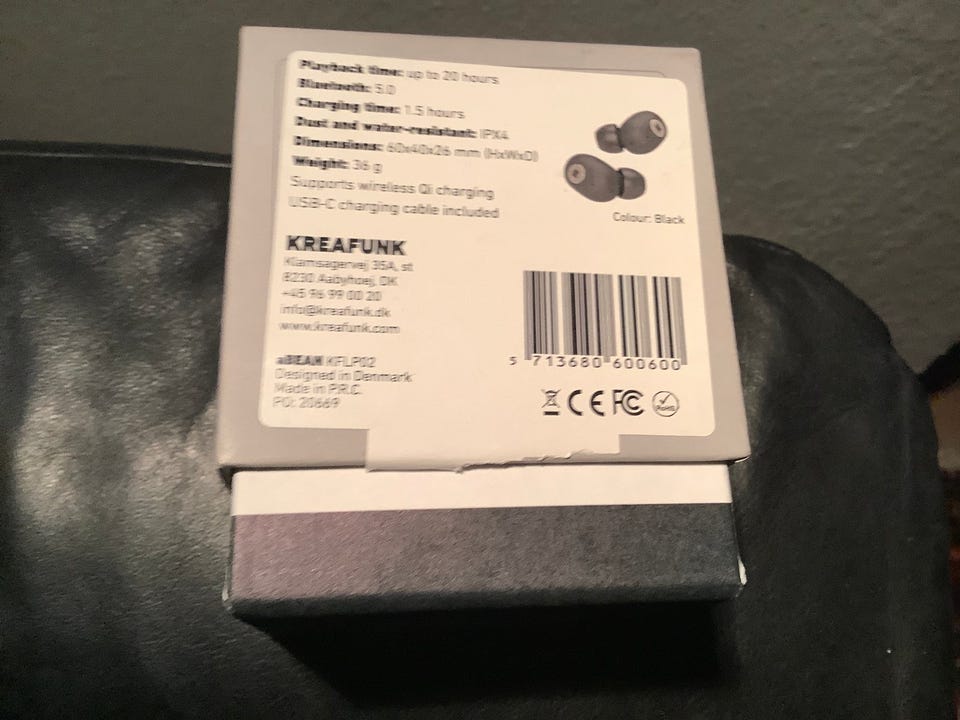 Playback time: up to 20 hours
Bluetooth: 5.0
Charging time: 1.5 hours
Dust and water-resistant: IPX4
Dimensions: 60x40x26 mm (HxWxD)
Weight: 36 g
Supports wireless Qi charging
USB-C charging cable included
Colour: Black
KREAFUNK
Klamsagervej 35A, st
8230 Aabyhoej, DK
+45 96 99 00 20
info@kreafunk.dk
www.kreafunk.com
aBEAN KFLP02
Designed in Denmark
Made in P.R.C.
PO: 20669
5 713680 600600
CE FC RoHS